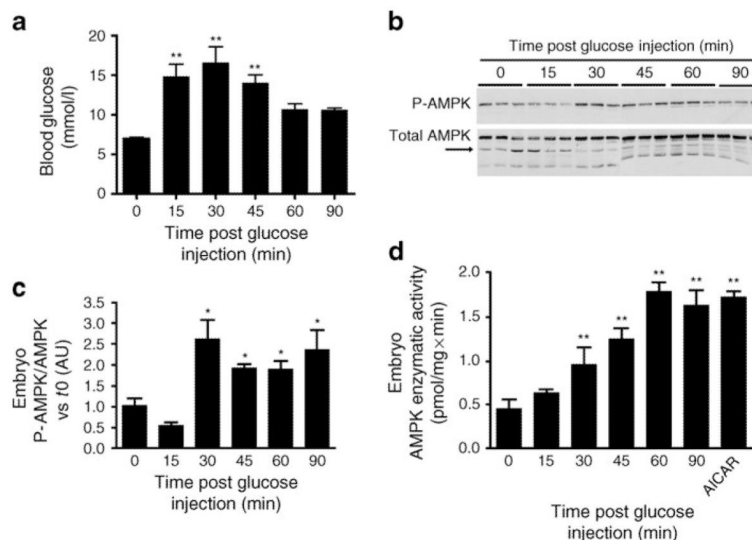 a
Blood glucose
(mmol/l)
20
15
10
5
0
** ** **
0 15 30 45 60 90
Time post glucose
injection (min)
b
Time post glucose injection (min)
0 15 30 45 60 90
P-AMPK
Total AMPK
c
Embryo
P-AMPK/AMPK
vs t0 (AU)
3.5
3.0
2.5
2.0
1.5
1.0
0.5
0.0
* * * *
0 15 30 45 60 90
Time post glucose
injection (min)
d
Embryo
AMPK enzymatic activity
(pmol/mg×min)
2.0
1.5
1.0
0.5
0.0
** ** ** ** **
0 15 30 45 60 90 AICAR
Time post glucose
injection (min)